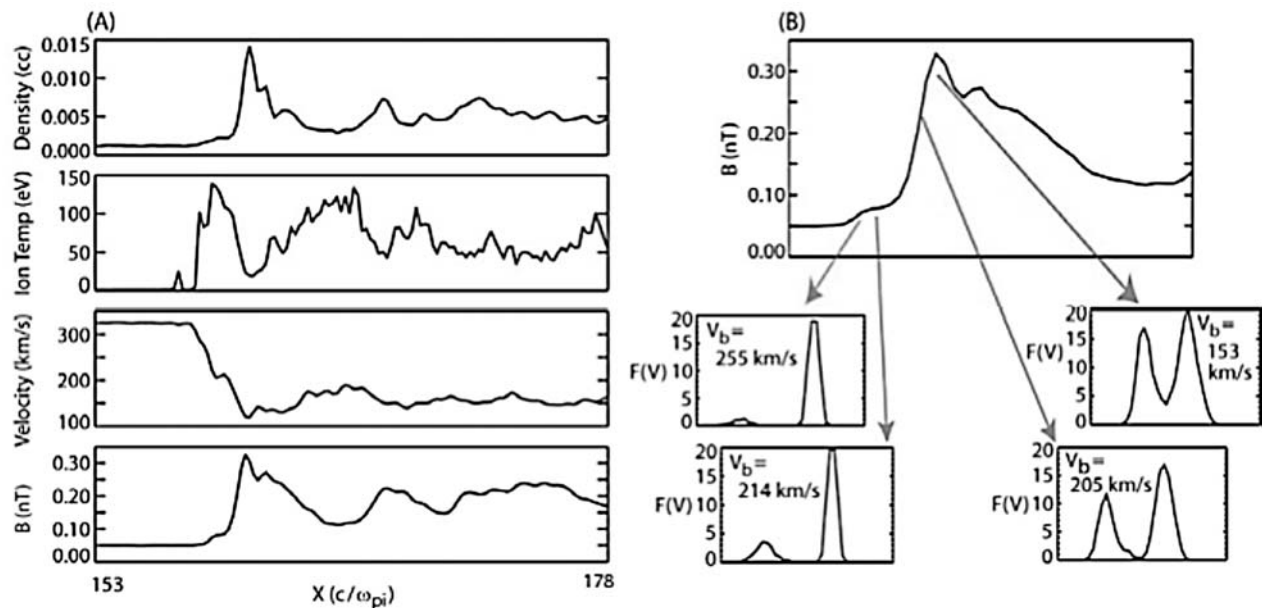 (A)
Density (cc)
0.015
0.010
0.005
0.000
Ion Temp (eV)
150
100
50
0
Velocity (km/s)
300
200
100
B (nT)
0.30
0.20
0.10
0.00
153
X (c/ωpi)
178
(B)
B (nT)
0.30
0.20
0.10
0.00
F(V)
20
15
10
5
0
Vb=
255 km/s
F(V)
20
15
10
5
0
Vb=
153
km/s
F(V)
20
15
10
5
0
Vb=
214 km/s
F(V)
20
15
10
5
0
Vb=
205 km/s